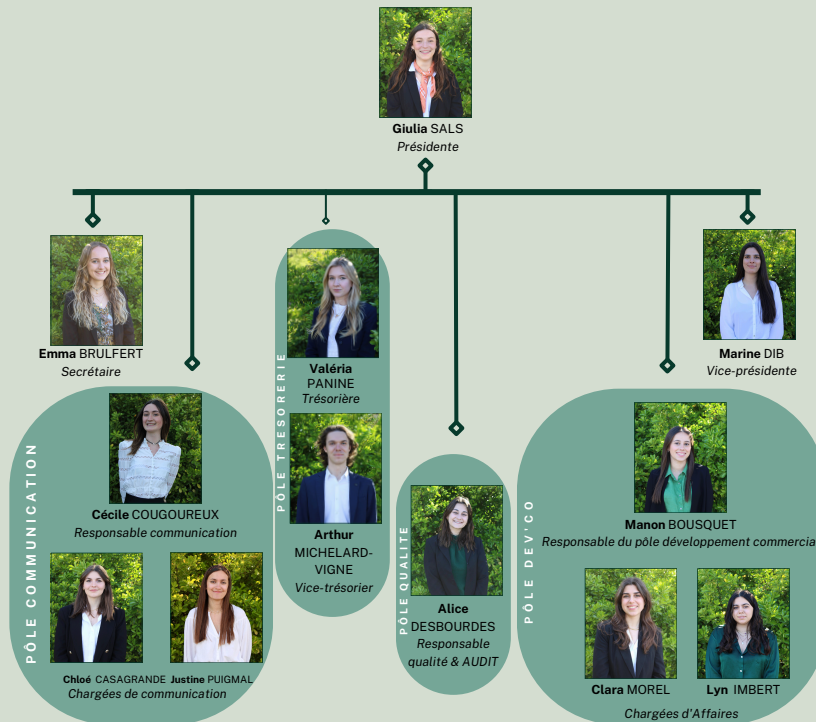 Giulia SALS
Présidente
Emma BRULFERT
Secrétaire
Marine DIB
Vice-présidente
PÔLE COMMUNICATION
Cécile COUGOUREUX
Responsable communication
Chloé CASAGRANDE Justine PUIGMAL
Chargées de communication
PÔLE TRESORERIE
Valéria
PANINE
Trésorière
Arthur
MICHELARD-
VIGNE
Vice-trésorier
PÔLE QUALITE
Alice
DESBOURDES
Responsable
qualité & AUDIT
PÔLE DEV'CO
Manon BOUSQUET
Responsable du pôle développement commercia
Clara MOREL Lyn IMBERT
Chargées d'Affaires